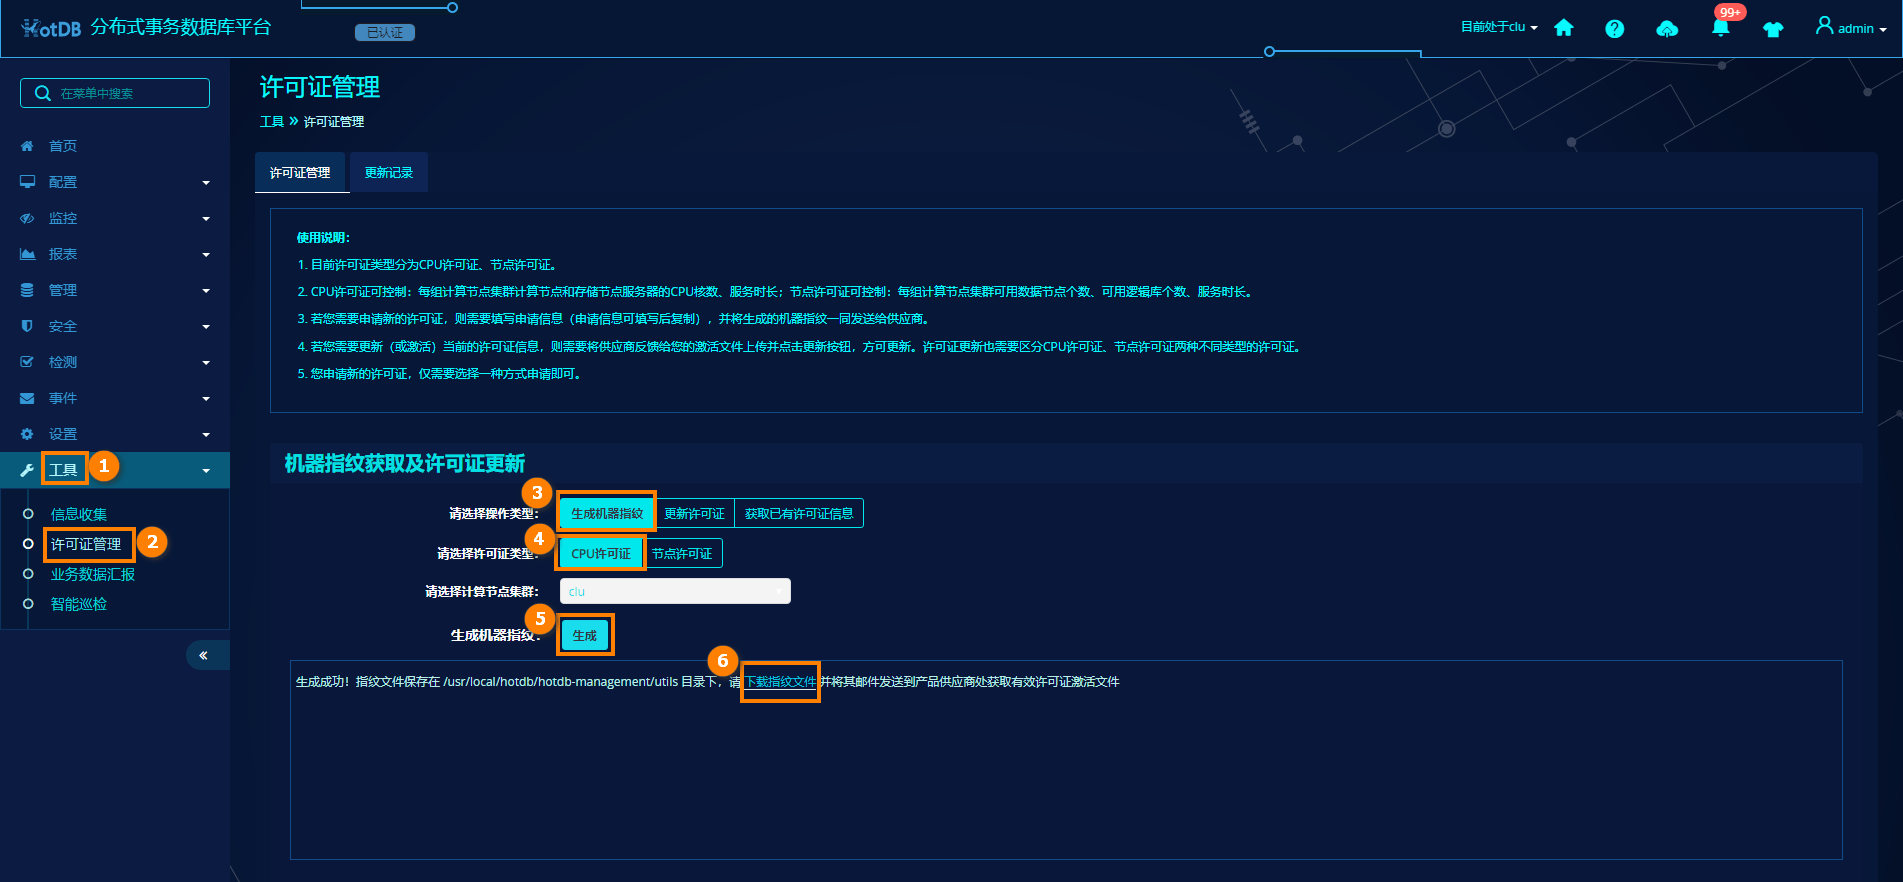 HotDB 分布式事务数据库平台
已认证
目前处于clu
99+
admin
在菜单中搜索
首页
配置
监控
报表
管理
安全
检测
事件
设置
工具
1
信息收集
许可证管理
2
业务数据汇报
智能巡检
许可证管理
工具 » 许可证管理
许可证管理
更新记录
使用说明：
1. 目前许可证类型分为CPU许可证、节点许可证。
2. CPU许可证可控制：每组计算节点集群计算节点和存储节点服务器的CPU核数、服务时长；节点许可证可控制：每组计算节点集群可用数据节点个数、可用逻辑库个数、服务时长。
3. 若您需要申请新的许可证，则需要填写申请信息（申请信息可填写后复制），并将生成的机器指纹一同发送给供应商。
4. 若您需要更新（或激活）当前的许可证信息，则需要将供应商反馈给您的激活文件上传并点击更新按钮，方可更新。许可证更新也需要区分CPU许可证、节点许可证两种不同类型的许可证。
5. 您申请新的许可证，仅需要选择一种方式申请即可。
机器指纹获取及许可证更新
3
请选择操作类型： 生成机器指纹 更新许可证 获取已有许可证信息
4
请选择许可证类型： CPU许可证 节点许可证
请选择计算节点集群： clu
5
生成机器指纹： 生成
6
生成成功！指纹文件保存在 /usr/local/hotdb/hotdb-management/utils 目录下，请 下载指纹文件 并将其邮件发送到产品供应商处获取有效许可证激活文件